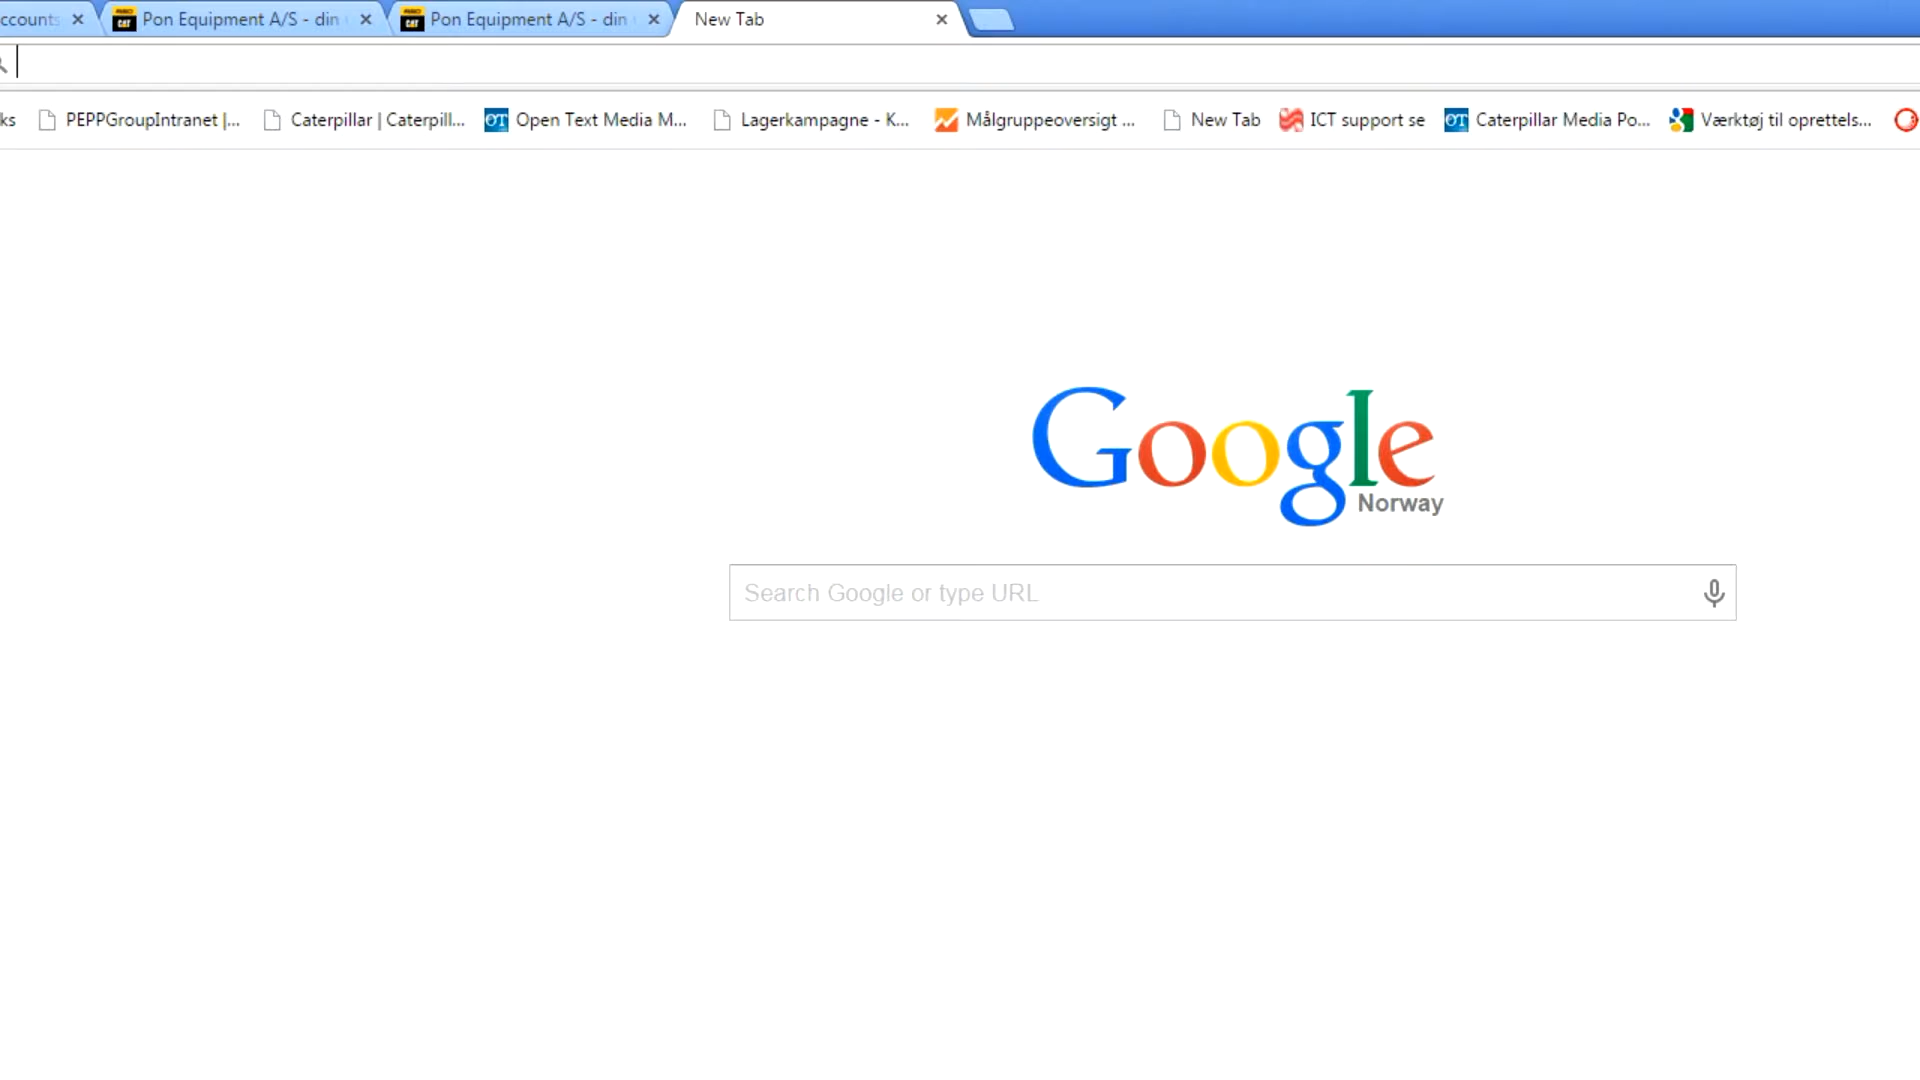 ccounts Pon Equipment A/S - din Pon Equipment A/S - din New Tab
ks PEPPGroupIntranet |... Caterpillar | Caterpill... Open Text Media M... Lagerkampagne - K... Målgruppeoversigt ... New Tab ICT support se Caterpillar Media Po... Værktøj til oprettels...
Google
Norway
Search Google or type URL